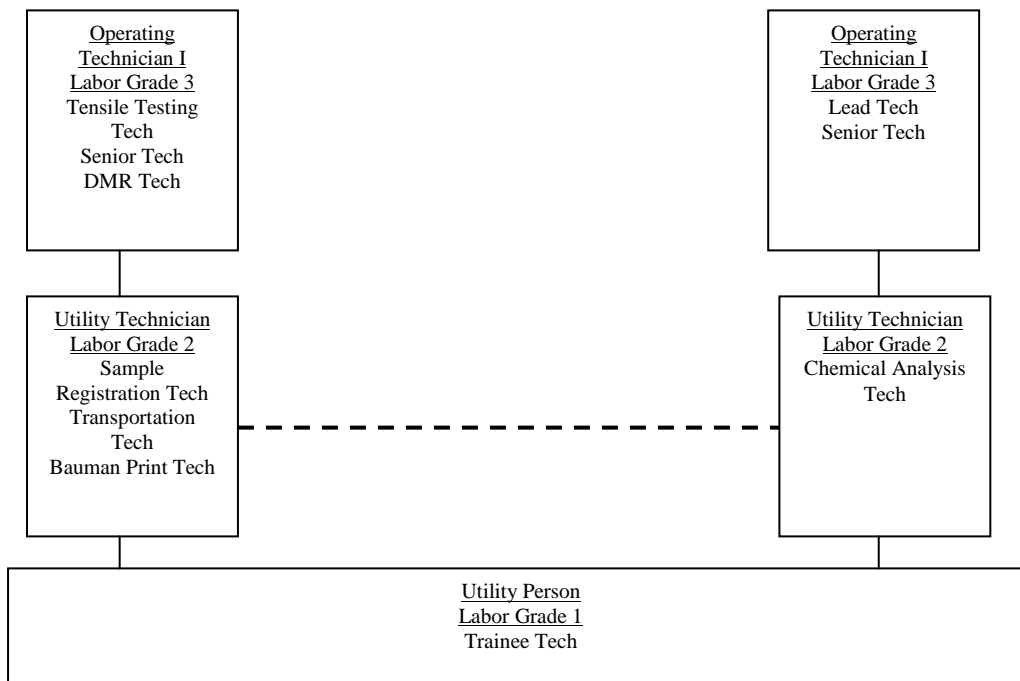 Operating
Technician I
Labor Grade 3
Tensile Testing
Tech
Senior Tech
DMR Tech
Operating
Technician I
Labor Grade 3
Lead Tech
Senior Tech
Utility Technician
Labor Grade 2
Sample
Registration Tech
Transportation
Tech
Bauman Print Tech
Utility Technician
Labor Grade 2
Chemical Analysis
Tech
Utility Person
Labor Grade 1
Trainee Tech